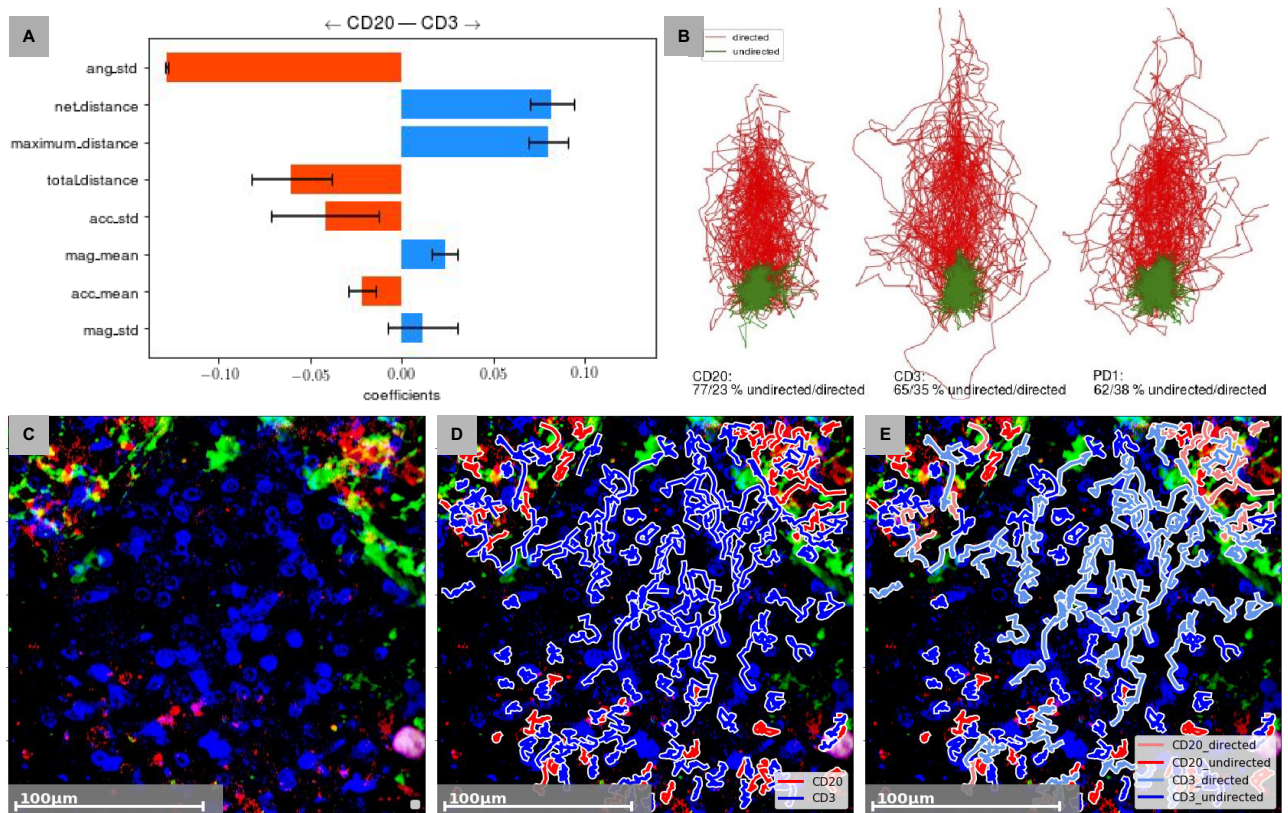 A
← CD20 — CD3 →
ang_std
net_distance
maximum_distance
total_distance
acc_std
mag_mean
acc_mean
mag_std
−0.10 −0.05 0.00 0.05 0.10
coefficients
B
directed
undirected
CD20:
77/23 % undirected/directed
CD3:
65/35 % undirected/directed
PD1:
62/38 % undirected/directed
C
100μm
D
100μm
CD20
CD3
E
100μm
CD20_directed
CD20_undirected
CD3_directed
CD3_undirected